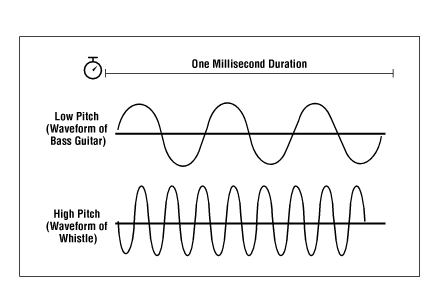 One Millisecond Duration
Low Pitch
(Waveform of
Bass Guitar)
High Pitch
(Waveform of
Whistle)